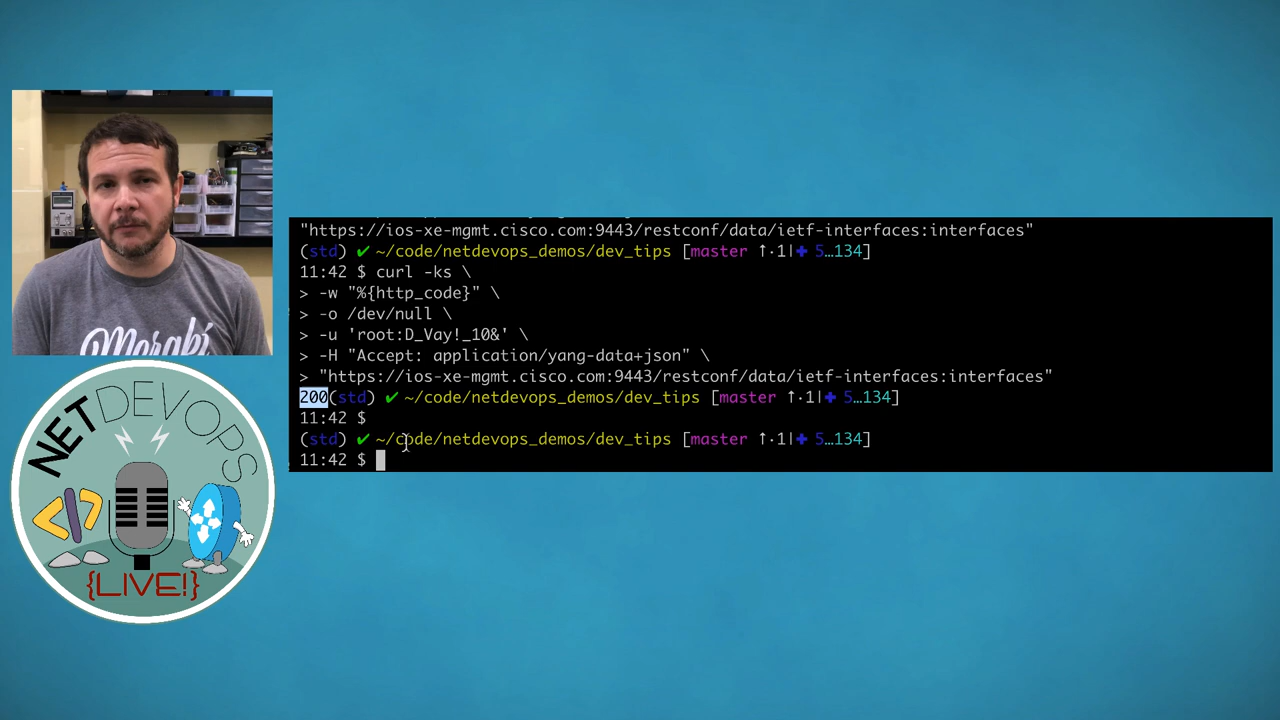 "https://ios-xe-mgmt.cisco.com:9443/restconf/data/ietf-interfaces:interfaces"
(std) ✔ ~/code/netdevops_demos/dev_tips [master ↑·1|✚ 5…134]
11:42 $ curl -ks \
> -w "%{http_code}" \
> -o /dev/null \
> -u 'root:D_Vay!_10&' \
> -H "Accept: application/yang-data+json" \
> "https://ios-xe-mgmt.cisco.com:9443/restconf/data/ietf-interfaces:interfaces"
200(std) ✔ ~/code/netdevops_demos/dev_tips [master ↑·1|✚ 5…134]
11:42 $
(std) ✔ ~/code/netdevops_demos/dev_tips [master ↑·1|✚ 5…134]
11:42 $
NETDEVOPS
</>
{LIVE!}